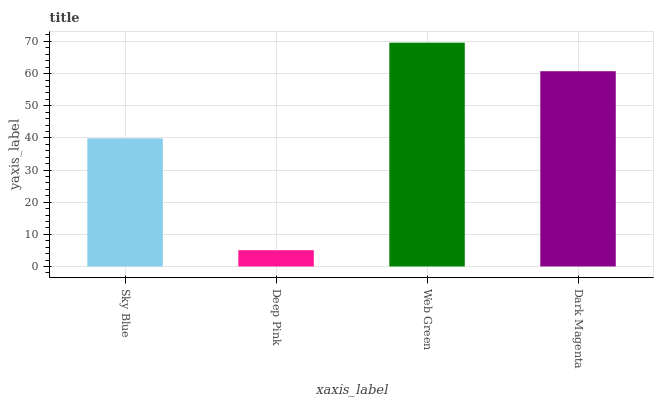 title
70
60
50
40
30
20
10
0
yaxis_label
Sky Blue
Deep Pink
Web Green
Dark Magenta
xaxis_label